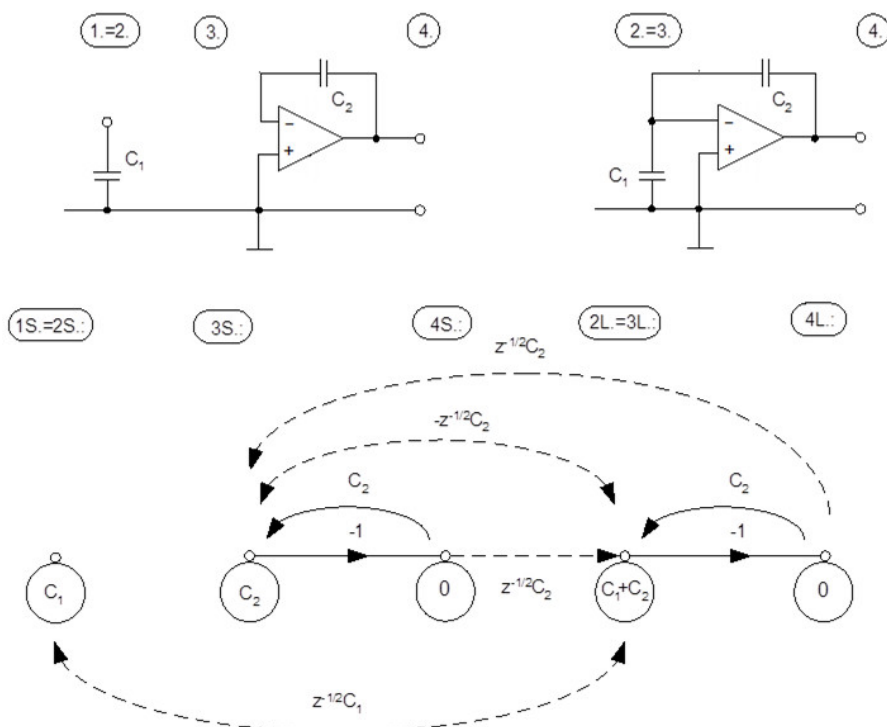 1.=2. 3. 4. 2.=3. 4.
C₂ C₂
− −
+ +
C₁ C₁
1S.=2S.: 3S.: 4S.: 2L.=3L.: 4L.:
z⁻¹/²C₂
-z⁻¹/²C₂
C₂ C₂
-1 -1
C₁ C₂ 0 z⁻¹/²C₂ C₁+C₂ 0
z⁻¹/²C₁